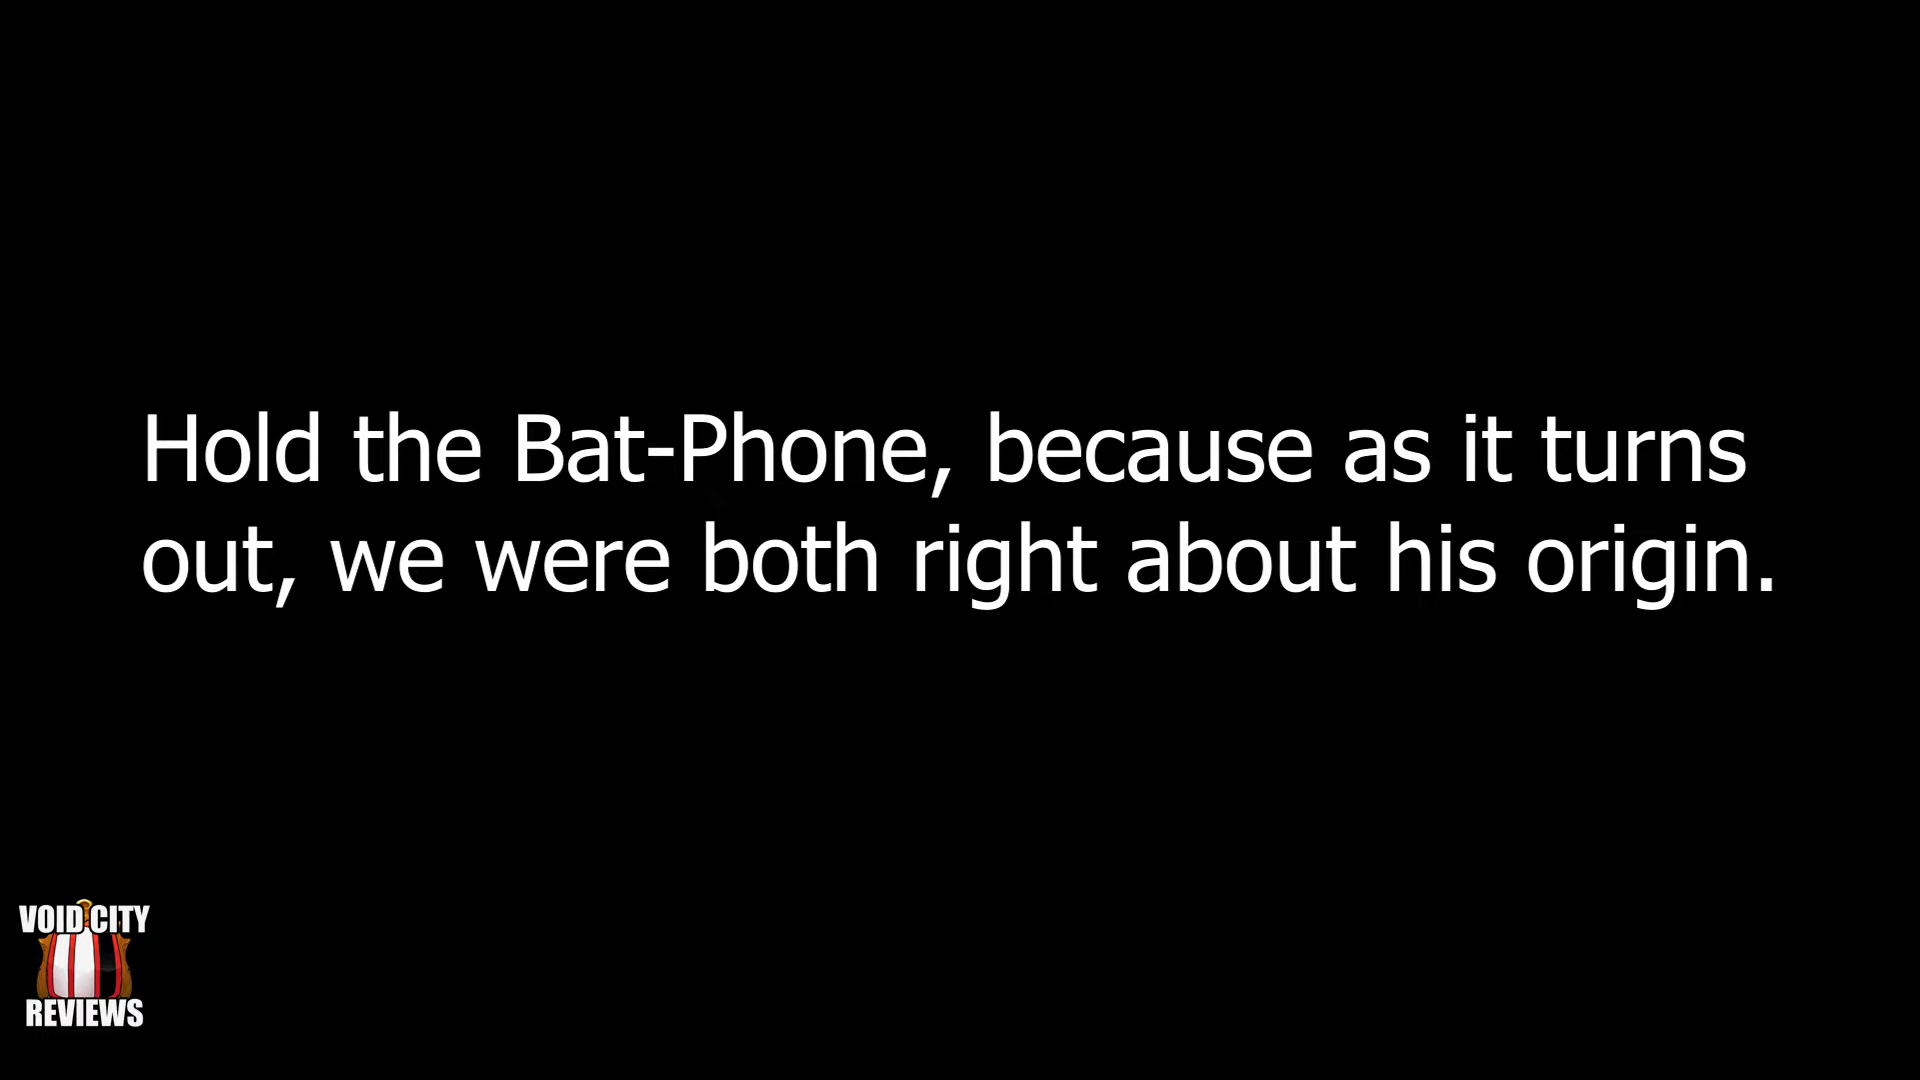 Hold the Bat-Phone, because as it turns
out, we were both right about his origin.
VOID CITY
REVIEWS